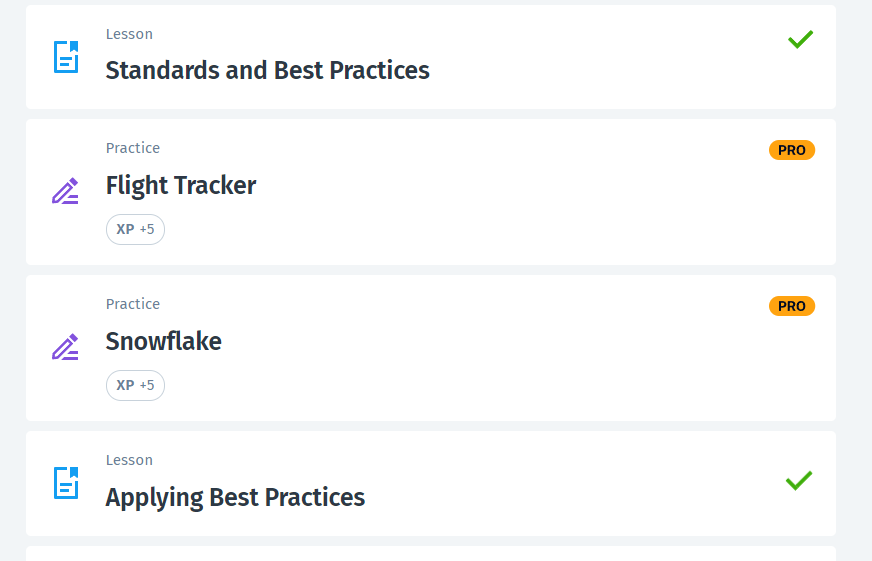 Lesson
Standards and Best Practices
Practice
PRO
Flight Tracker
XP +5
Practice
PRO
Snowflake
XP +5
Lesson
Applying Best Practices